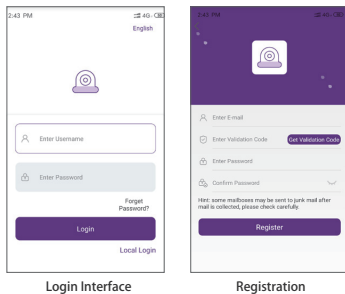 2:43 PM 4G
English
Enter Username
Enter Password
Forget
Password?
Login
Local Login
Login Interface
2:43 PM 4G
Enter E-mail
Enter Validation Code
Get Validation Code
Enter Password
Confirm Password
Hint: some mailboxes may be sent to junk mail after
mail is collected, please check carefully.
Register
Registration